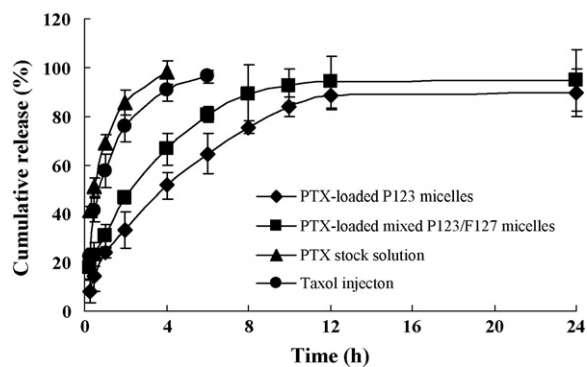 Cumulative release (%)
120
100
80
60
40
20
0
PTX-loaded P123 micelles
PTX-loaded mixed P123/F127 micelles
PTX stock solution
Taxol injecton
0 4 8 12 16 20 24
Time (h)